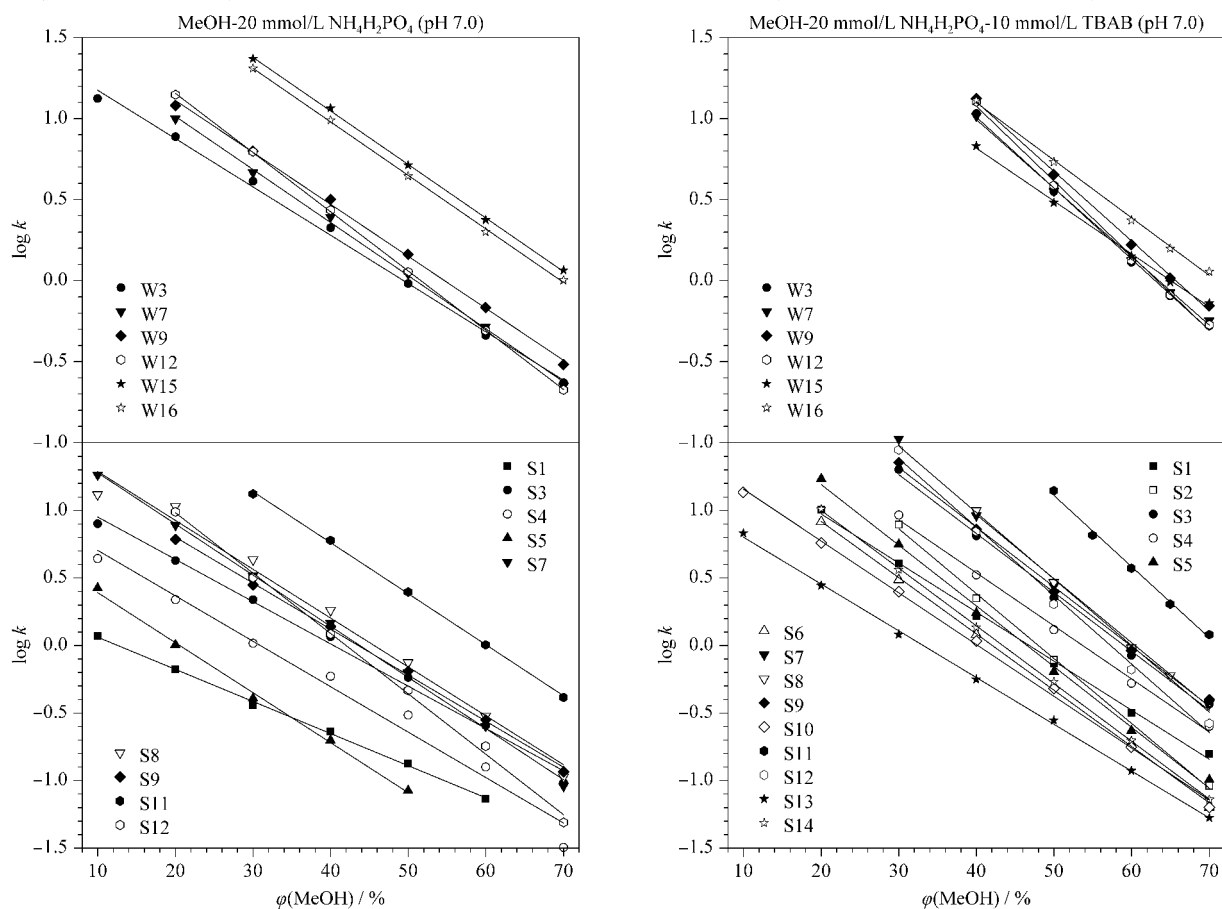 MeOH-20 mmol/L NH₄H₂PO₄ (pH 7.0)
MeOH-20 mmol/L NH₄H₂PO₄-10 mmol/L TBAB (pH 7.0)
1.5
1.0
0.5
0.0
−0.5
−1.0
log k
W3
W7
W9
W12
W15
W16
1.5
1.0
0.5
0.0
−0.5
−1.0
log k
W3
W7
W9
W12
W15
W16
1.0
0.5
0.0
−0.5
−1.0
−1.5
log k
S1
S3
S4
S5
S7
S8
S9
S11
S12
10 20 30 40 50 60 70
φ(MeOH) / %
1.0
0.5
0.0
−0.5
−1.0
−1.5
log k
S1
S2
S3
S4
S5
S6
S7
S8
S9
S10
S11
S12
S13
S14
10 20 30 40 50 60 70
φ(MeOH) / %